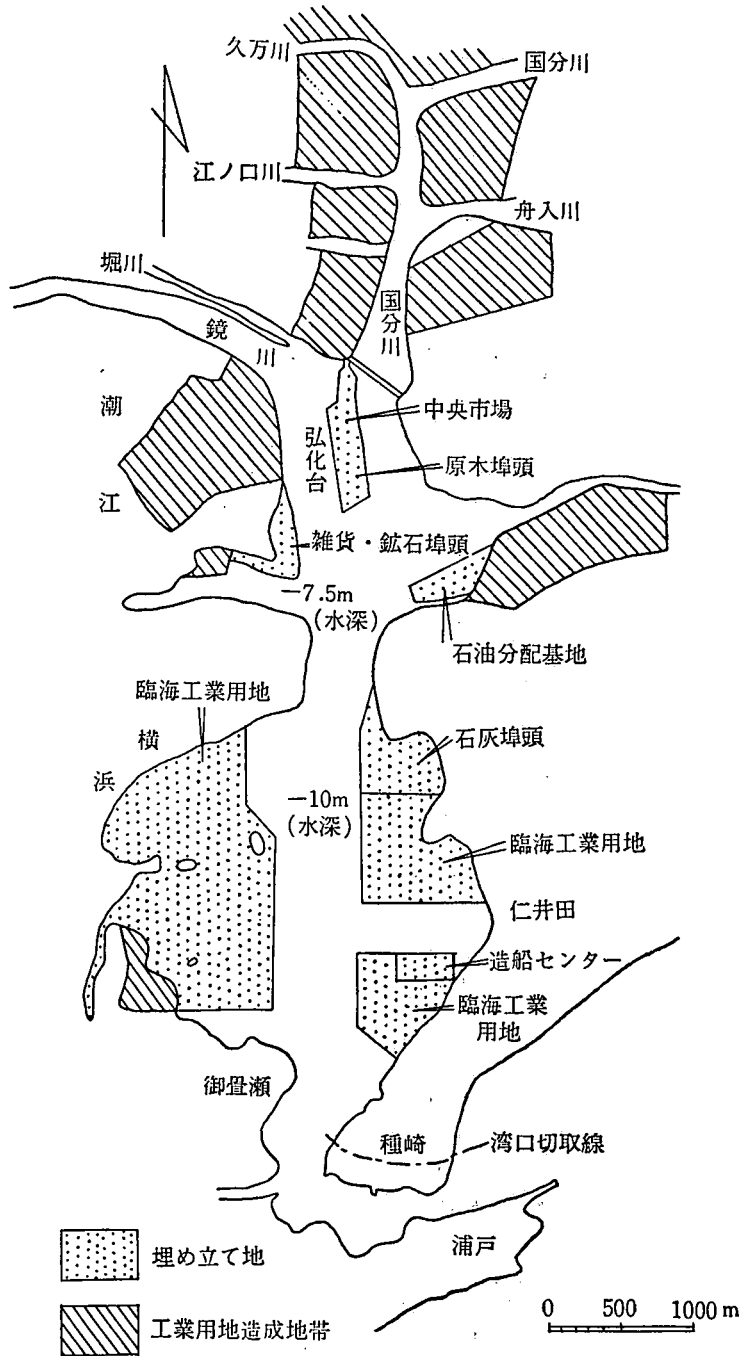 久万川
国分川
江ノ口川
舟入川
堀川
鏡川
国分川
潮江
中央市場
弘化台
原木埠頭
雑貨・鉱石埠頭
−7.5m
(水深)
石油分配基地
臨海工業用地
石灰埠頭
横浜
−10m
(水深)
臨海工業用地
仁井田
造船センター
臨海工業
用地
御畳瀬
種崎
湾口切取線
浦戸
埋め立て地
工業用地造成地帯
0 500 1000m